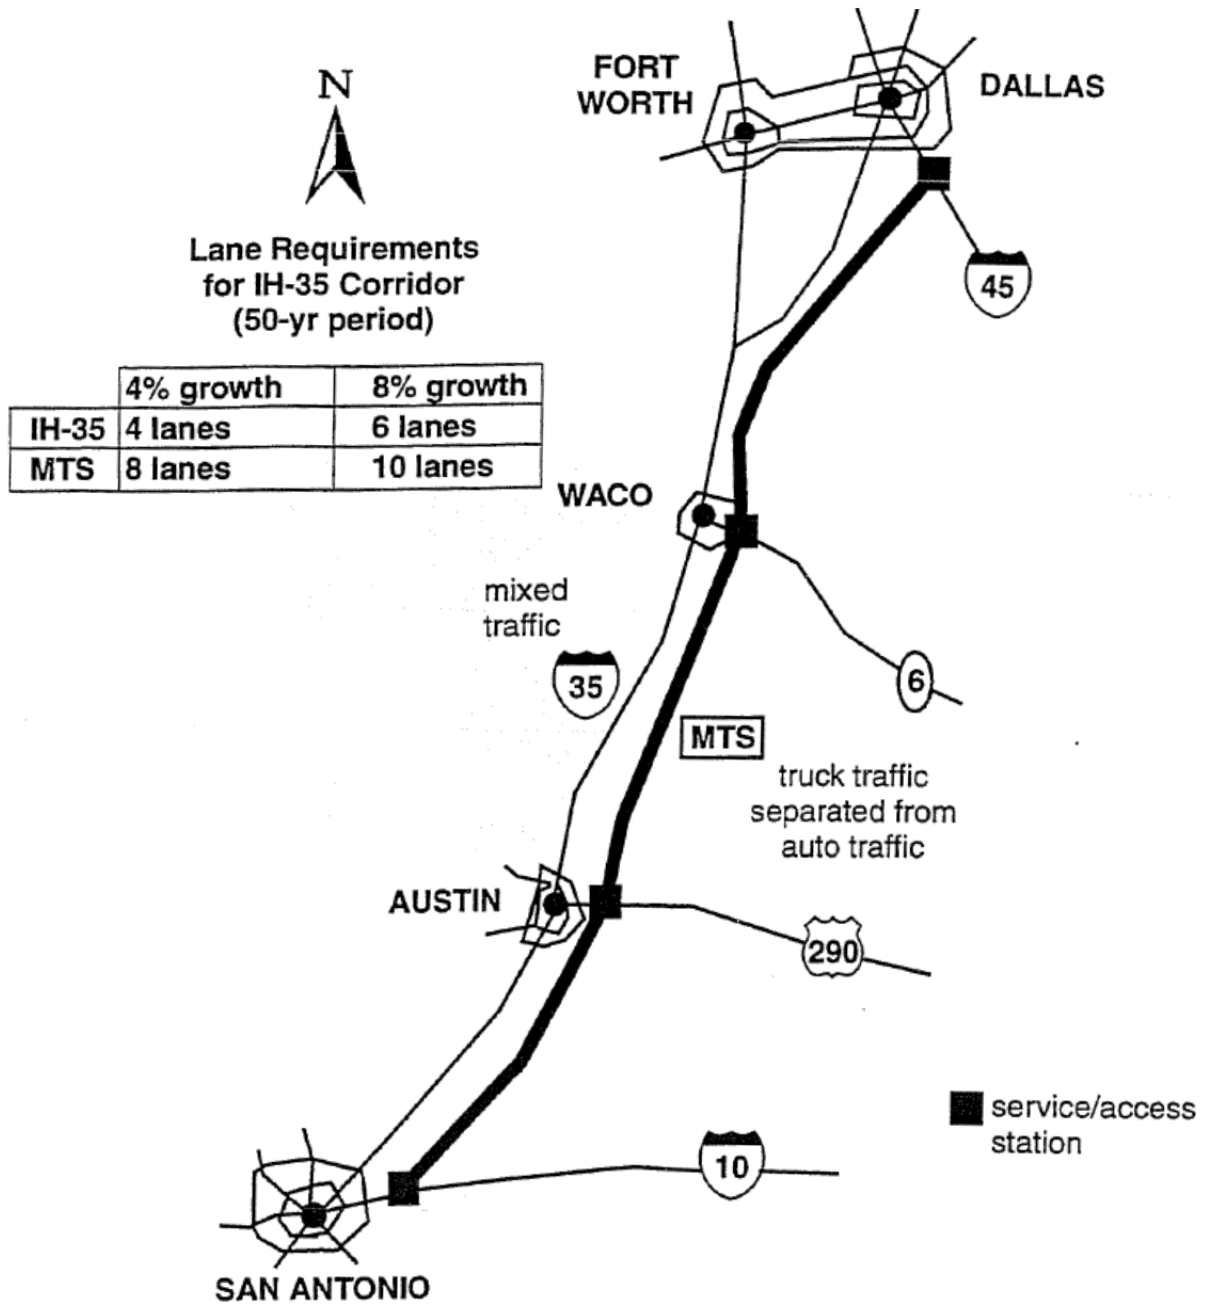 FORT
WORTH
DALLAS
N
Lane Requirements
for IH-35 Corridor
(50-yr period)
45
4% growth 8% growth
IH-35 4 lanes 6 lanes
MTS 8 lanes 10 lanes
WACO
mixed
traffic
35
6
MTS
truck traffic
separated from
auto traffic
AUSTIN
290
service/access
station
10
SAN ANTONIO